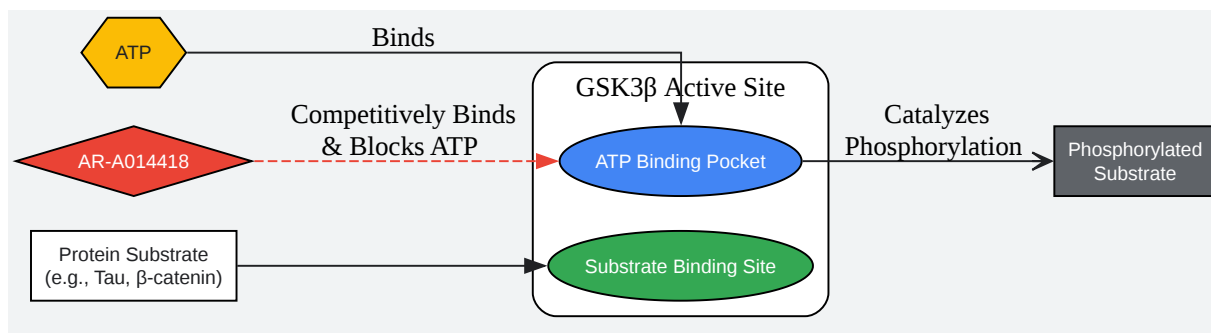 ATP
Binds
GSK3β Active Site
AR-A014418
Competitively Binds
& Blocks ATP
ATP Binding Pocket
Catalyzes
Phosphorylation
Phosphorylated
Substrate
Protein Substrate
(e.g., Tau, β-catenin)
Substrate Binding Site